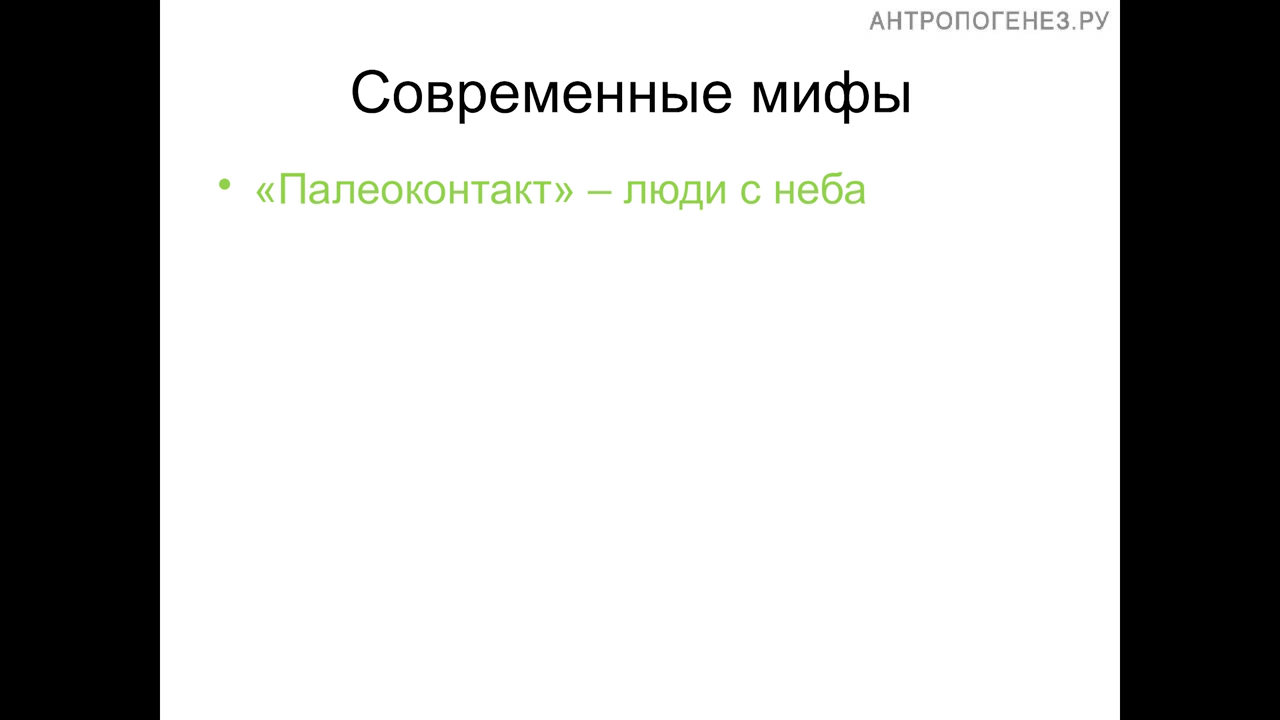 АНТРОПОГЕНЕЗ.РУ
Современные мифы
• «Палеоконтакт» – люди с неба